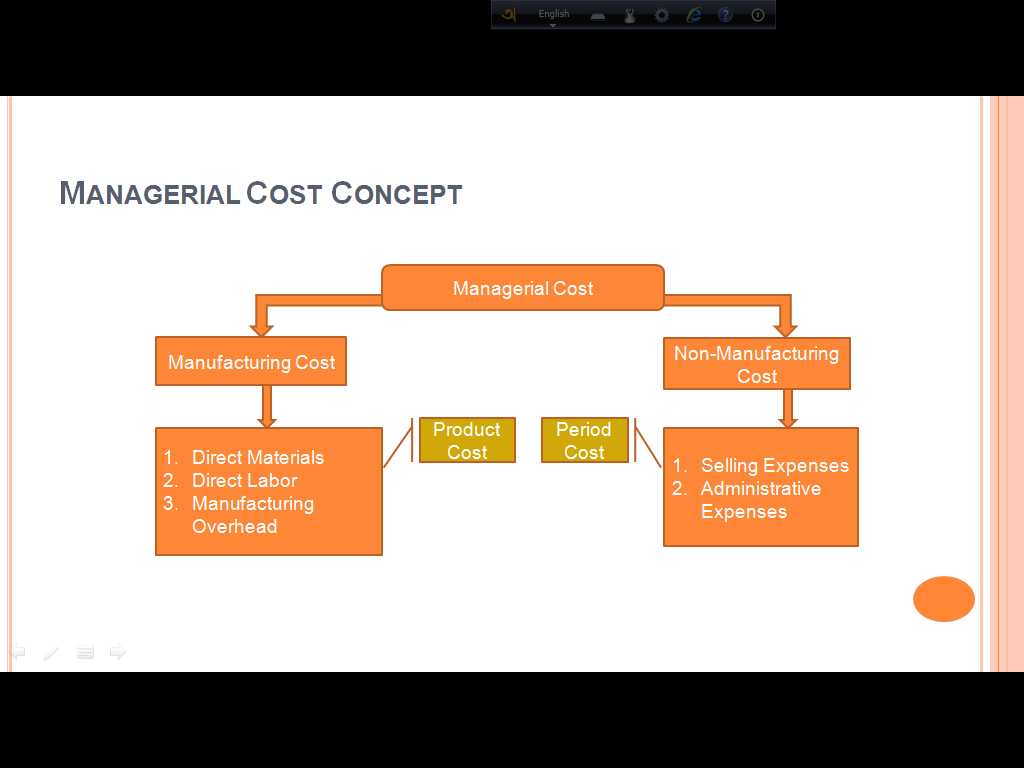 অ
English
MANAGERIAL COST CONCEPT
Managerial Cost
Manufacturing Cost
Non-Manufacturing
Cost
Product
Cost
Period
Cost
1. Direct Materials
2. Direct Labor
3. Manufacturing
Overhead
1. Selling Expenses
2. Administrative
Expenses